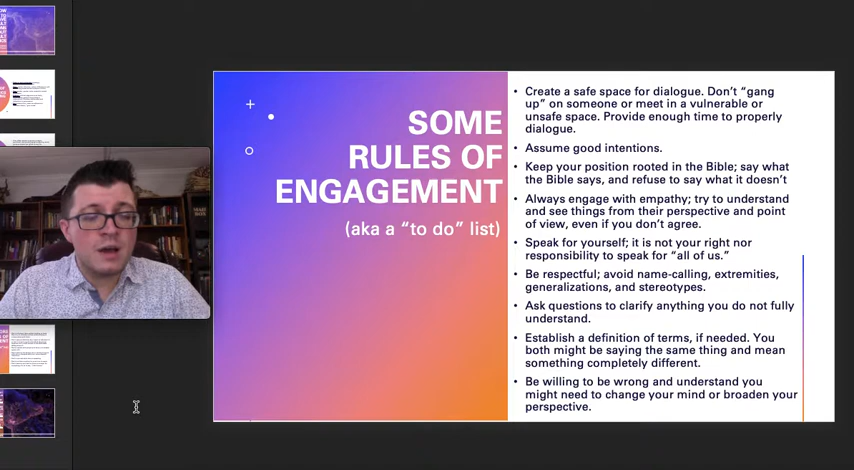 SOME
RULES OF
ENGAGEMENT
(aka a “to do” list)
• Create a safe space for dialogue. Don’t “gang
up” on someone or meet in a vulnerable or
unsafe space. Provide enough time to properly
dialogue.
• Assume good intentions.
• Keep your position rooted in the Bible; say what
the Bible says, and refuse to say what it doesn’t
• Always engage with empathy; try to understand
and see things from their perspective and point
of view, even if you don’t agree.
• Speak for yourself; it is not your right nor
responsibility to speak for “all of us.”
• Be respectful; avoid name-calling, extremities,
generalizations, and stereotypes.
• Ask questions to clarify anything you do not fully
understand.
• Establish a definition of terms, if needed. You
both might be saying the same thing and mean
something completely different.
• Be willing to be wrong and understand you
might need to change your mind or broaden your
perspective.